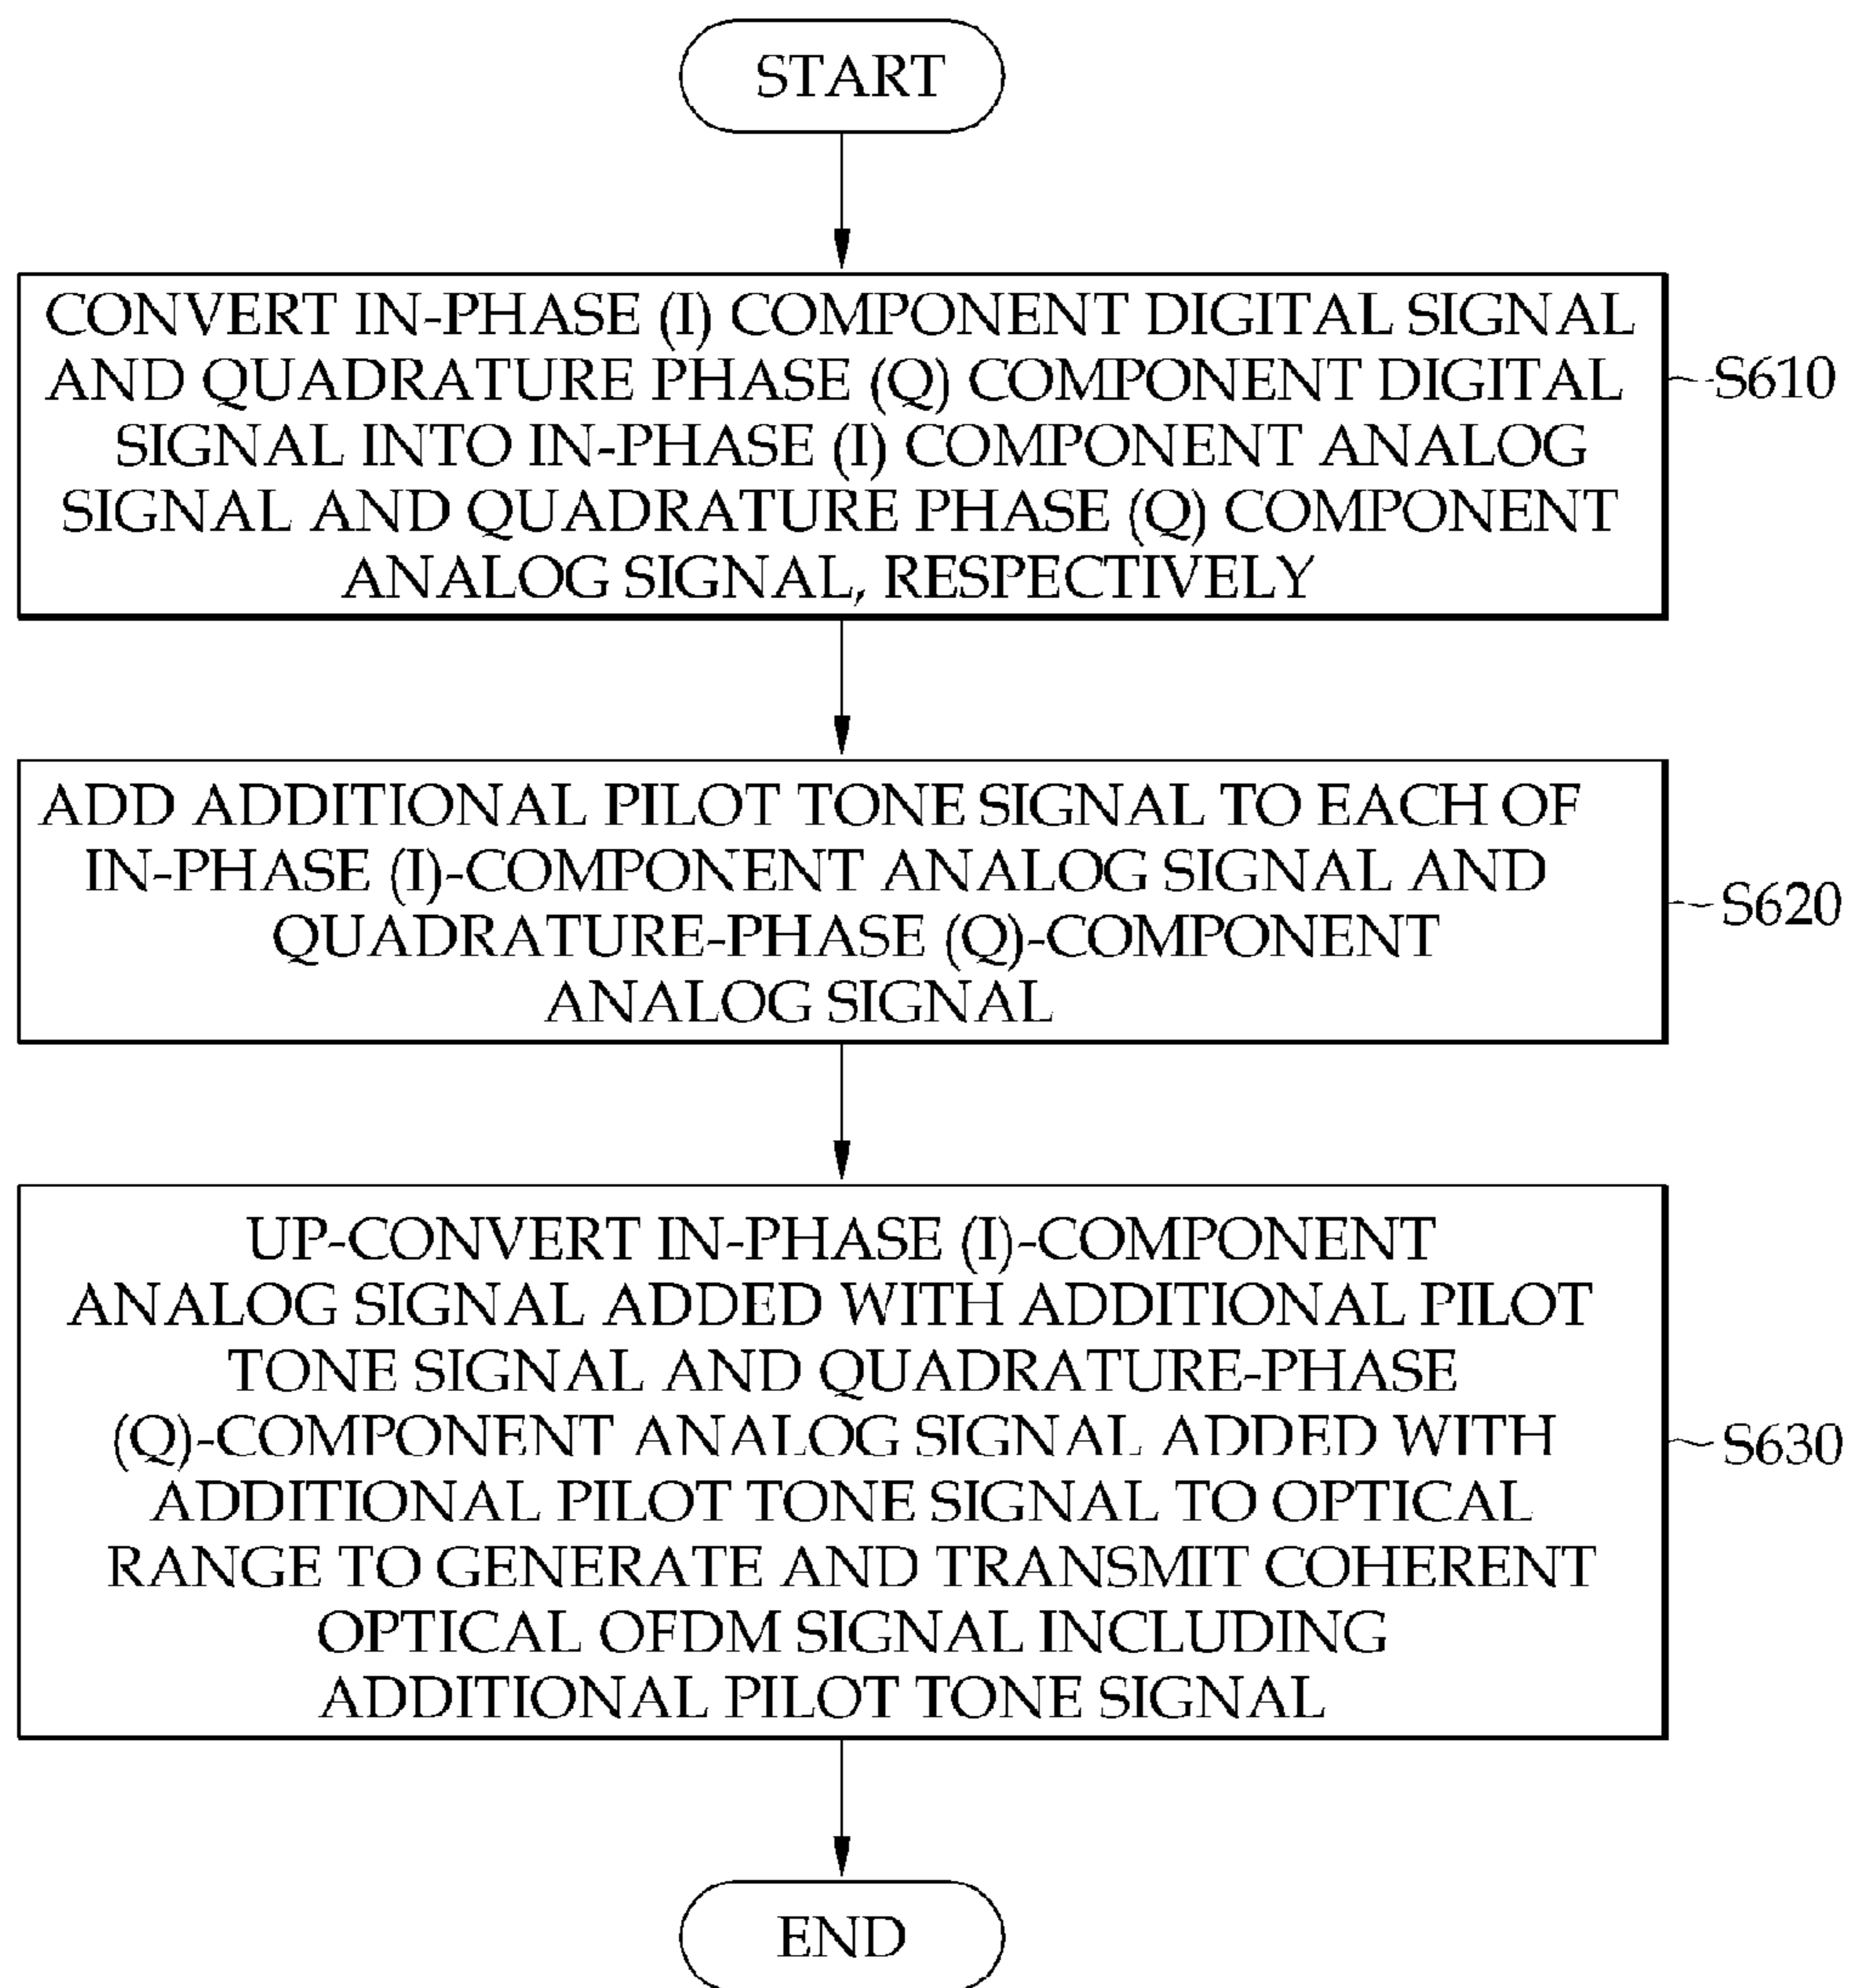 START
CONVERT IN-PHASE (I) COMPONENT DIGITAL SIGNAL
AND QUADRATURE PHASE (Q) COMPONENT DIGITAL
SIGNAL INTO IN-PHASE (I) COMPONENT ANALOG
SIGNAL AND QUADRATURE PHASE (Q) COMPONENT
ANALOG SIGNAL, RESPECTIVELY
S610
ADD ADDITIONAL PILOT TONE SIGNAL TO EACH OF
IN-PHASE (I)-COMPONENT ANALOG SIGNAL AND
QUADRATURE-PHASE (Q)-COMPONENT
ANALOG SIGNAL
S620
UP-CONVERT IN-PHASE (I)-COMPONENT
ANALOG SIGNAL ADDED WITH ADDITIONAL PILOT
TONE SIGNAL AND QUADRATURE-PHASE
(Q)-COMPONENT ANALOG SIGNAL ADDED WITH
ADDITIONAL PILOT TONE SIGNAL TO OPTICAL
RANGE TO GENERATE AND TRANSMIT COHERENT
OPTICAL OFDM SIGNAL INCLUDING
ADDITIONAL PILOT TONE SIGNAL
S630
END